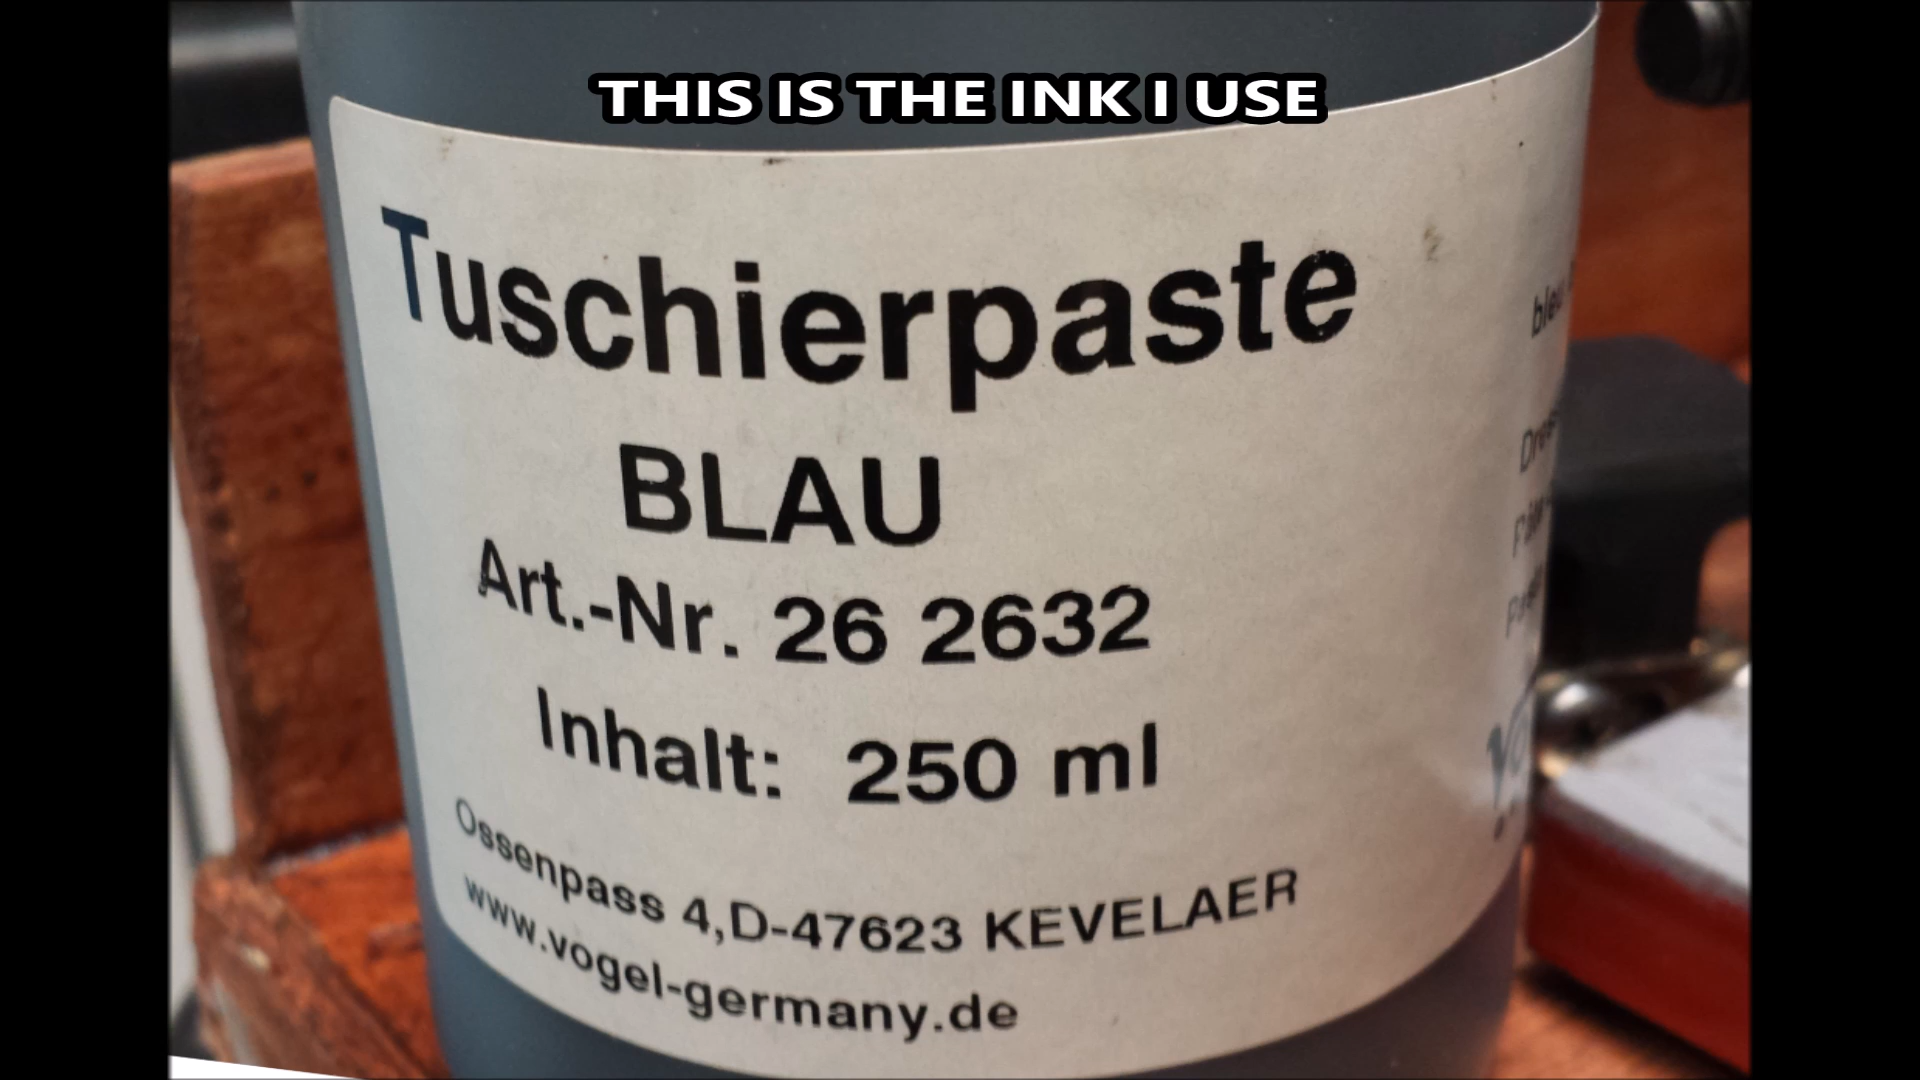 THIS IS THE INK I USE
Tuschierpaste
BLAU
Art.-Nr. 26 2632
Inhalt: 250 ml
Ossenpass 4,D-47623 KEVELAER
www.vogel-germany.de